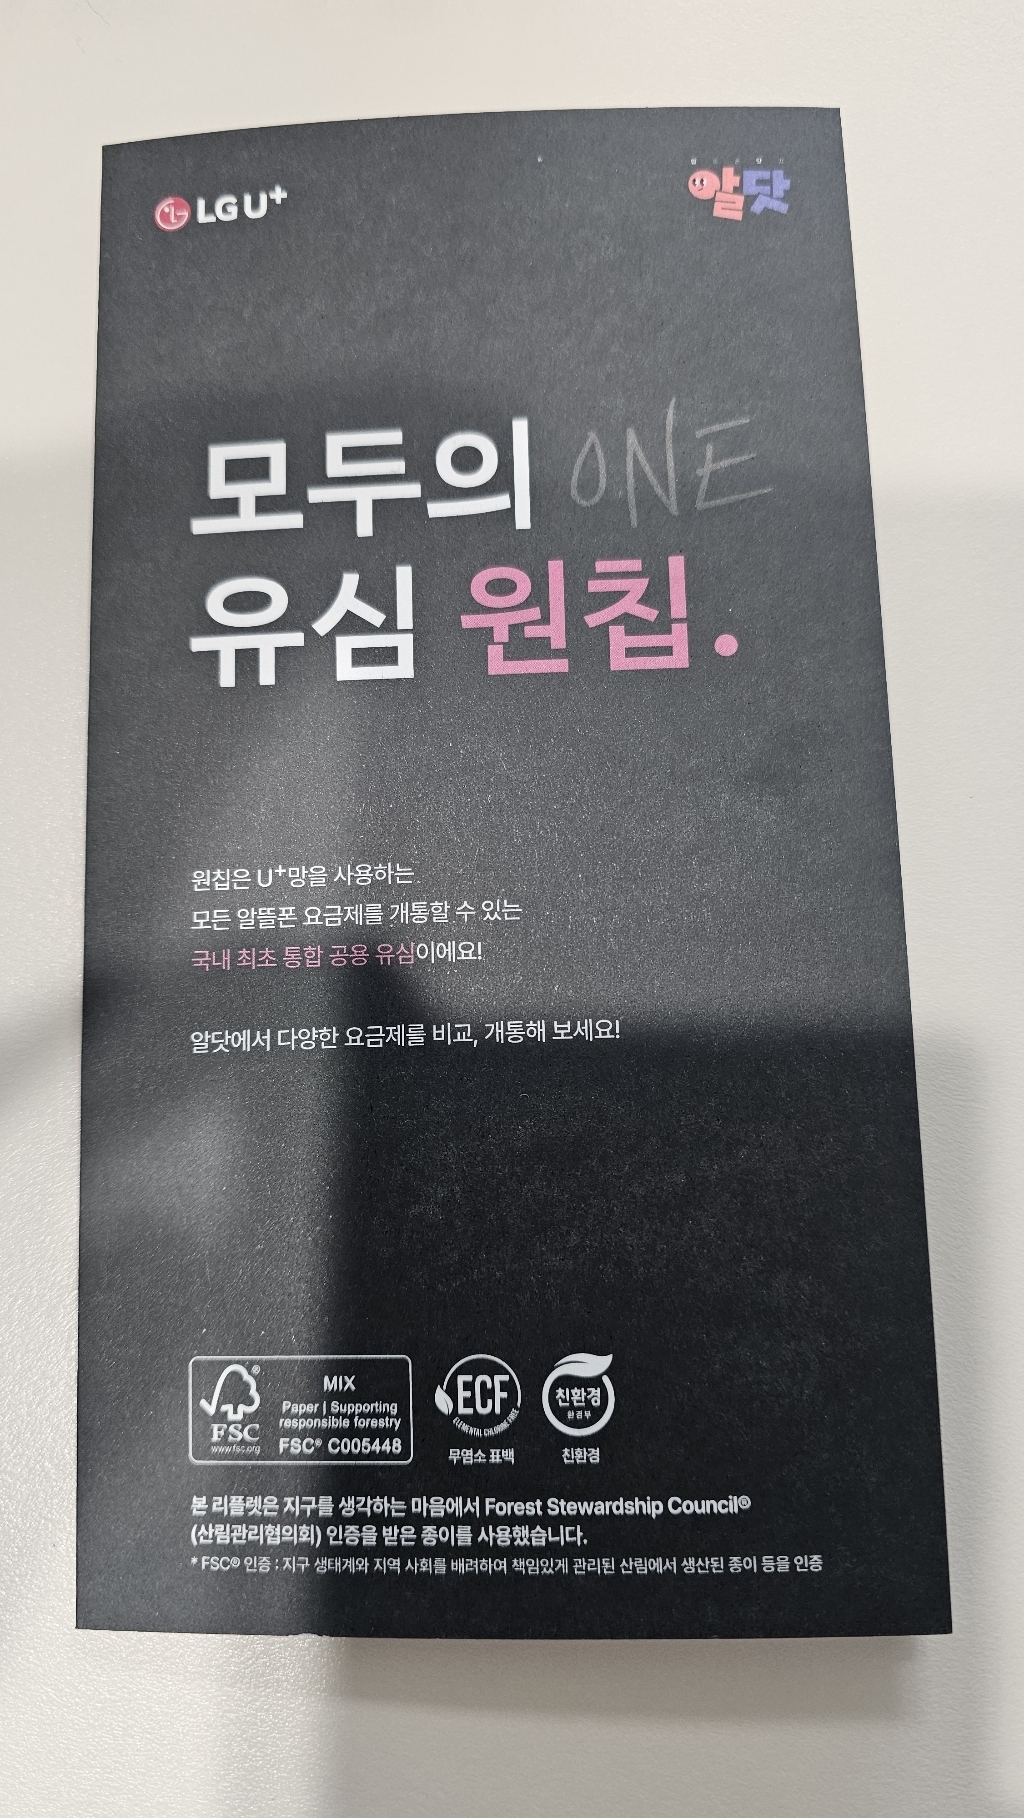 LG U+
알닷
모두의 ONE
유심 원칩.
원칩은 U+망을 사용하는
모든 알뜰폰 요금제를 개통할 수 있는
국내 최초 통합 공용 유심이에요!
알닷에서 다양한 요금제를 비교, 개통해 보세요!
FSC®
www.fsc.org
MIX
Paper | Supporting
responsible forestry
FSC® C005448
ECF
ELEMENTAL CHLORINE FREE
무염소 표백
친환경
환경부
친환경
본 리플렛은 지구를 생각하는 마음에서 Forest Stewardship Council®
(산림관리협의회) 인증을 받은 종이를 사용했습니다.
* FSC® 인증 : 지구 생태계와 지역 사회를 배려하여 책임있게 관리된 산림에서 생산된 종이 등을 인증